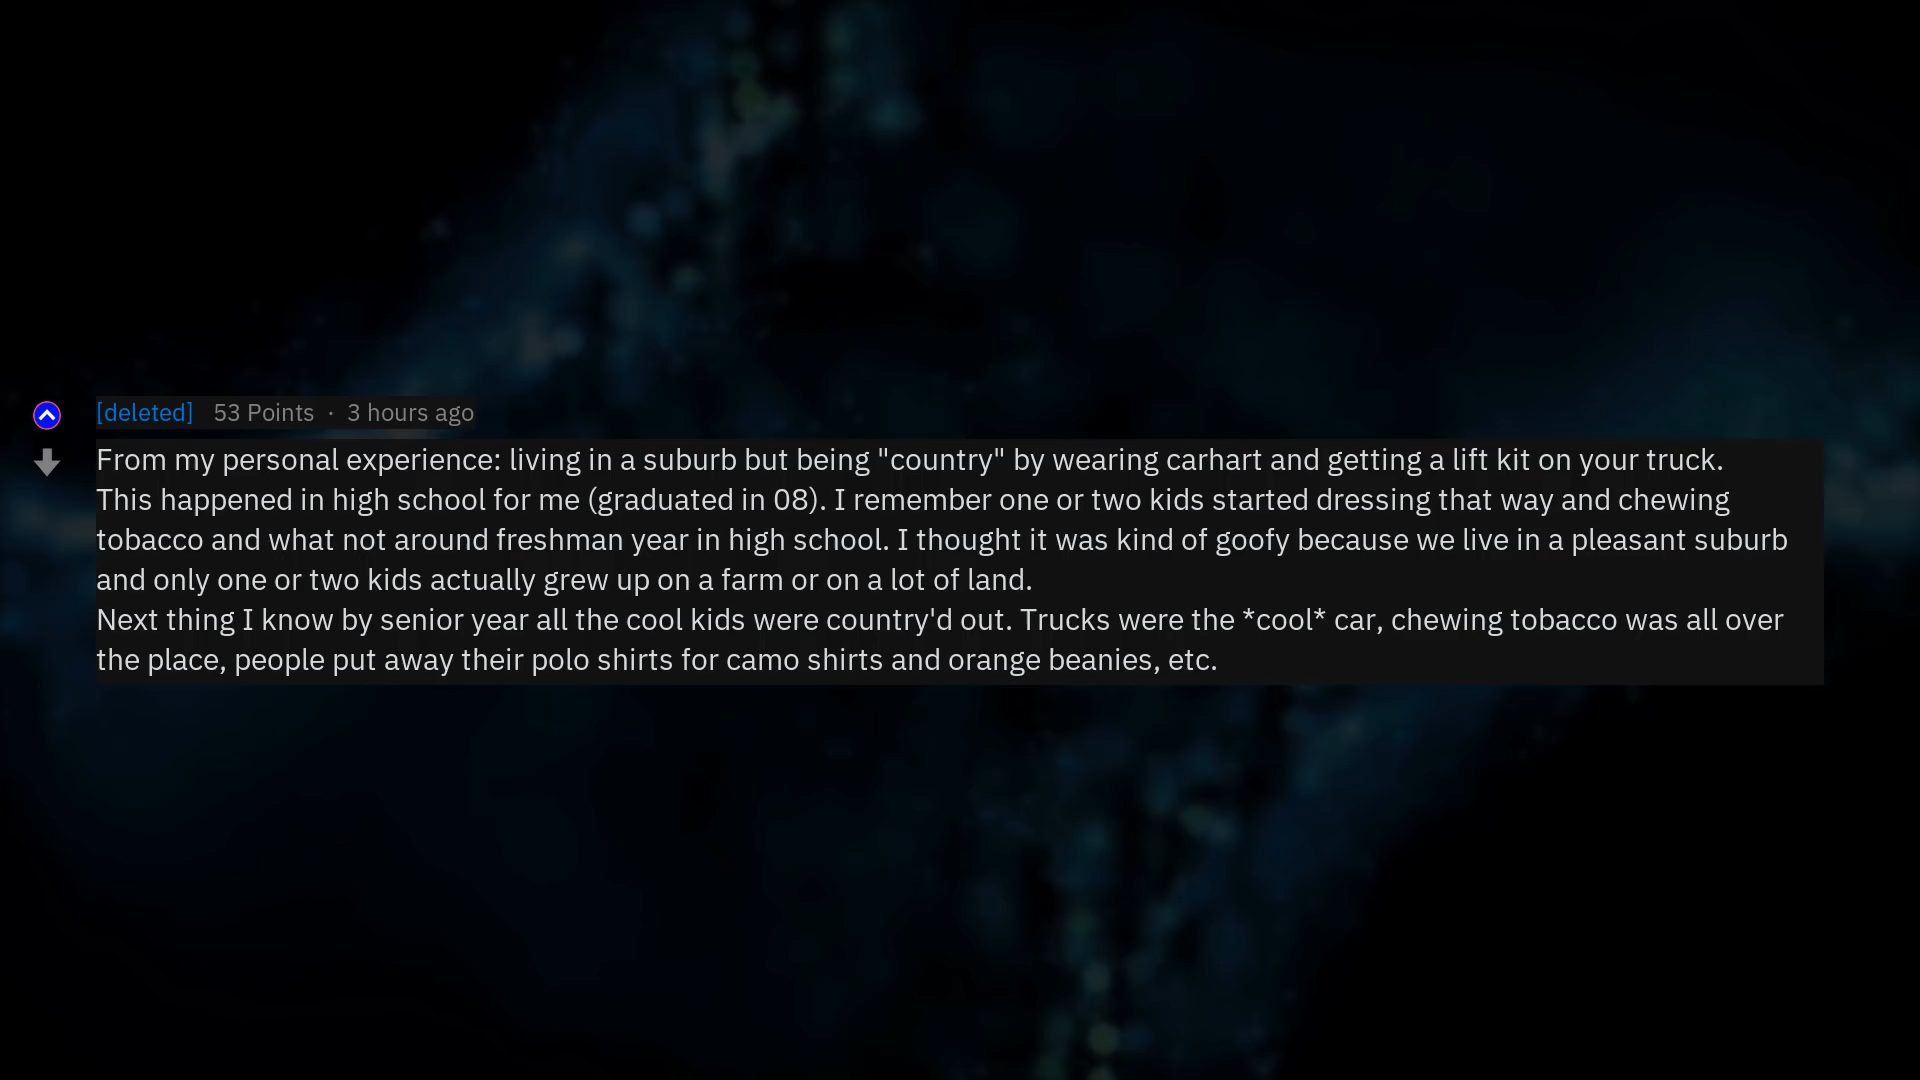 [deleted] 53 Points · 3 hours ago
From my personal experience: living in a suburb but being "country" by wearing carhart and getting a lift kit on your truck.
This happened in high school for me (graduated in 08). I remember one or two kids started dressing that way and chewing
tobacco and what not around freshman year in high school. I thought it was kind of goofy because we live in a pleasant suburb
and only one or two kids actually grew up on a farm or on a lot of land.
Next thing I know by senior year all the cool kids were country'd out. Trucks were the *cool* car, chewing tobacco was all over
the place, people put away their polo shirts for camo shirts and orange beanies, etc.